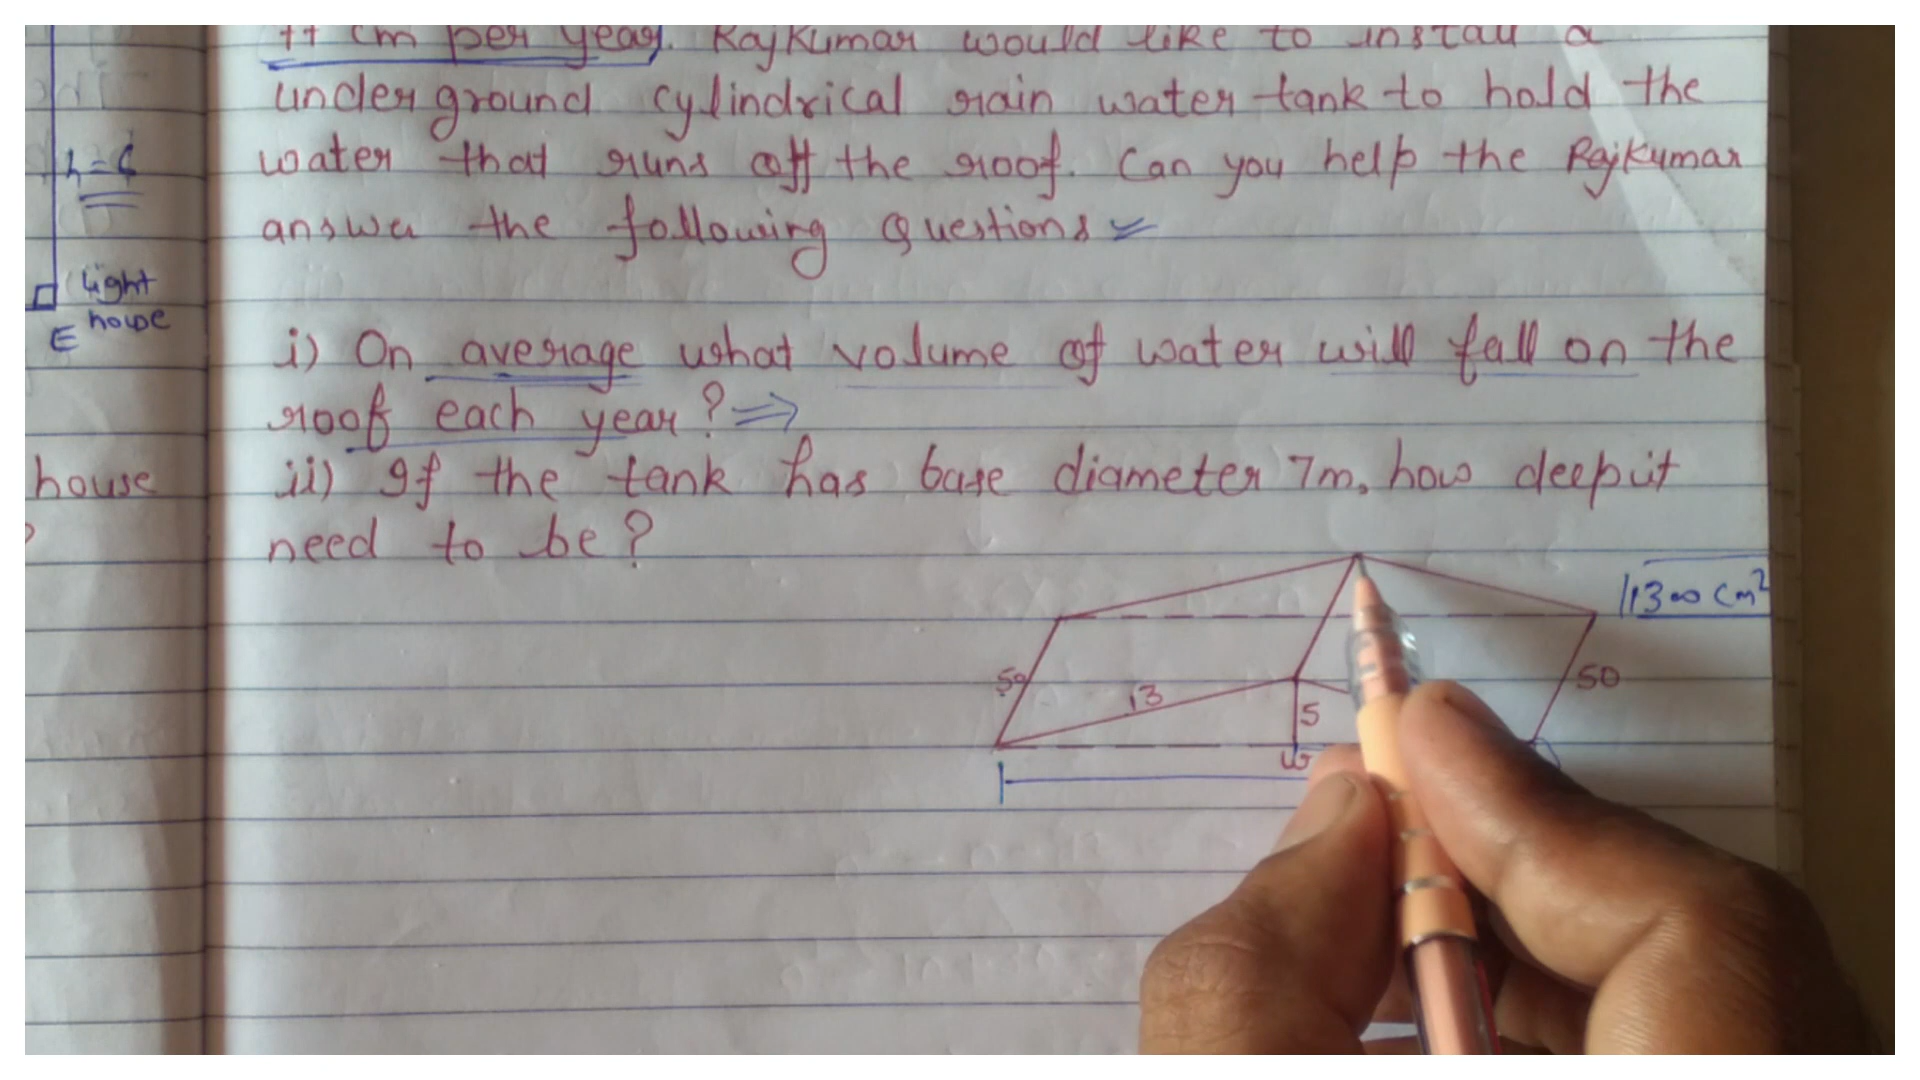 h=6
light
house
E
house
77 cm per year. Rajkumar would like to install a
underground cylindrical rain water tank to hold the
water that runs off the roof. Can you help the Rajkumar
answer the following Questions
i) On average what volume of water will fall on the
roof each year? ⇒
ii) If the tank has base diameter 7m, how deep it
need to be?
1300 cm²
50
13
5
50